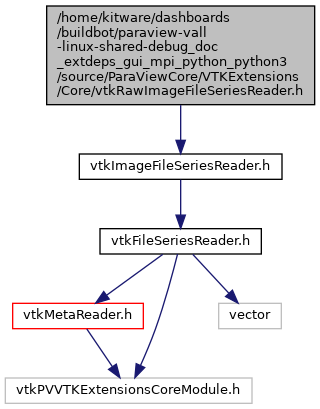 /home/kitware/dashboards
/buildbot/paraview-vall
-linux-shared-debug_doc
_extdeps_gui_mpi_python_python3
/source/ParaViewCore/VTKExtensions
/Core/vtkRawImageFileSeriesReader.h
vtkImageFileSeriesReader.h
vtkFileSeriesReader.h
vtkMetaReader.h
vector
vtkPVVTKExtensionsCoreModule.h